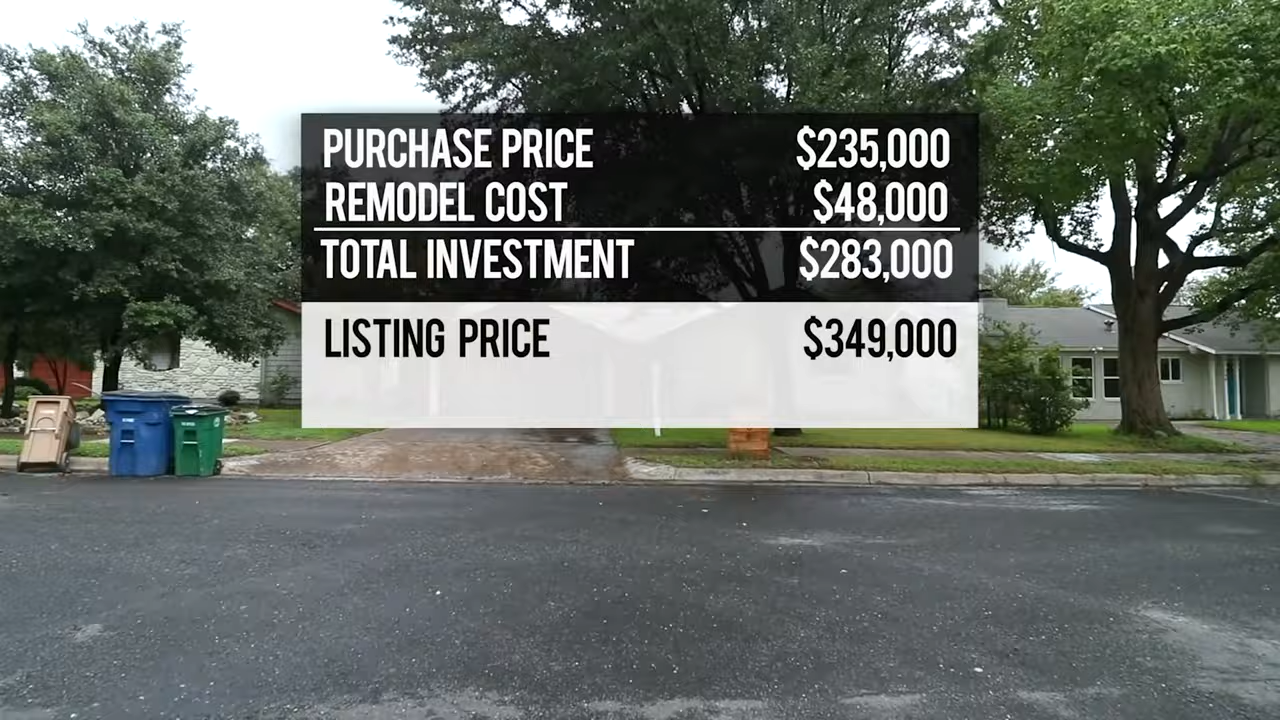 PURCHASE PRICE $235,000
REMODEL COST $48,000
TOTAL INVESTMENT $283,000
LISTING PRICE $349,000